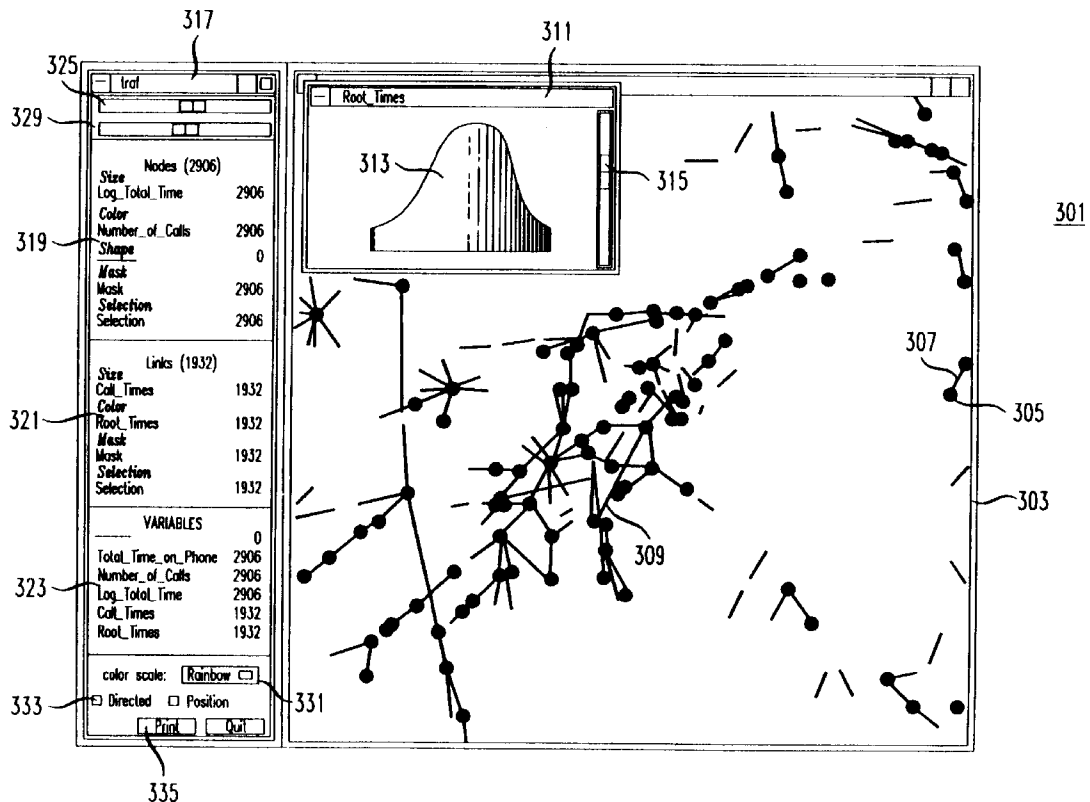 317
311
325
traf
Root_Times
329
313
315
301
Nodes (2906)
Size
Log_Total_Time 2906
Color
Number_of_Calls 2906
319
Shape
0
Mask
Mask 2906
Selection
Selection 2906
307
305
Links (1932)
Size
Call_Times 1932
Color
321
Root_Times 1932
Mask
Mask 1932
Selection
Selection 1932
303
309
VARIABLES
0
Total_Time_on_Phone 2906
Number_of_Calls 2906
323
Log_Total_Time 2906
Call_Times 1932
Root_Times 1932
color scale: Rainbow
331
333
Directed Position
Print Quit
335